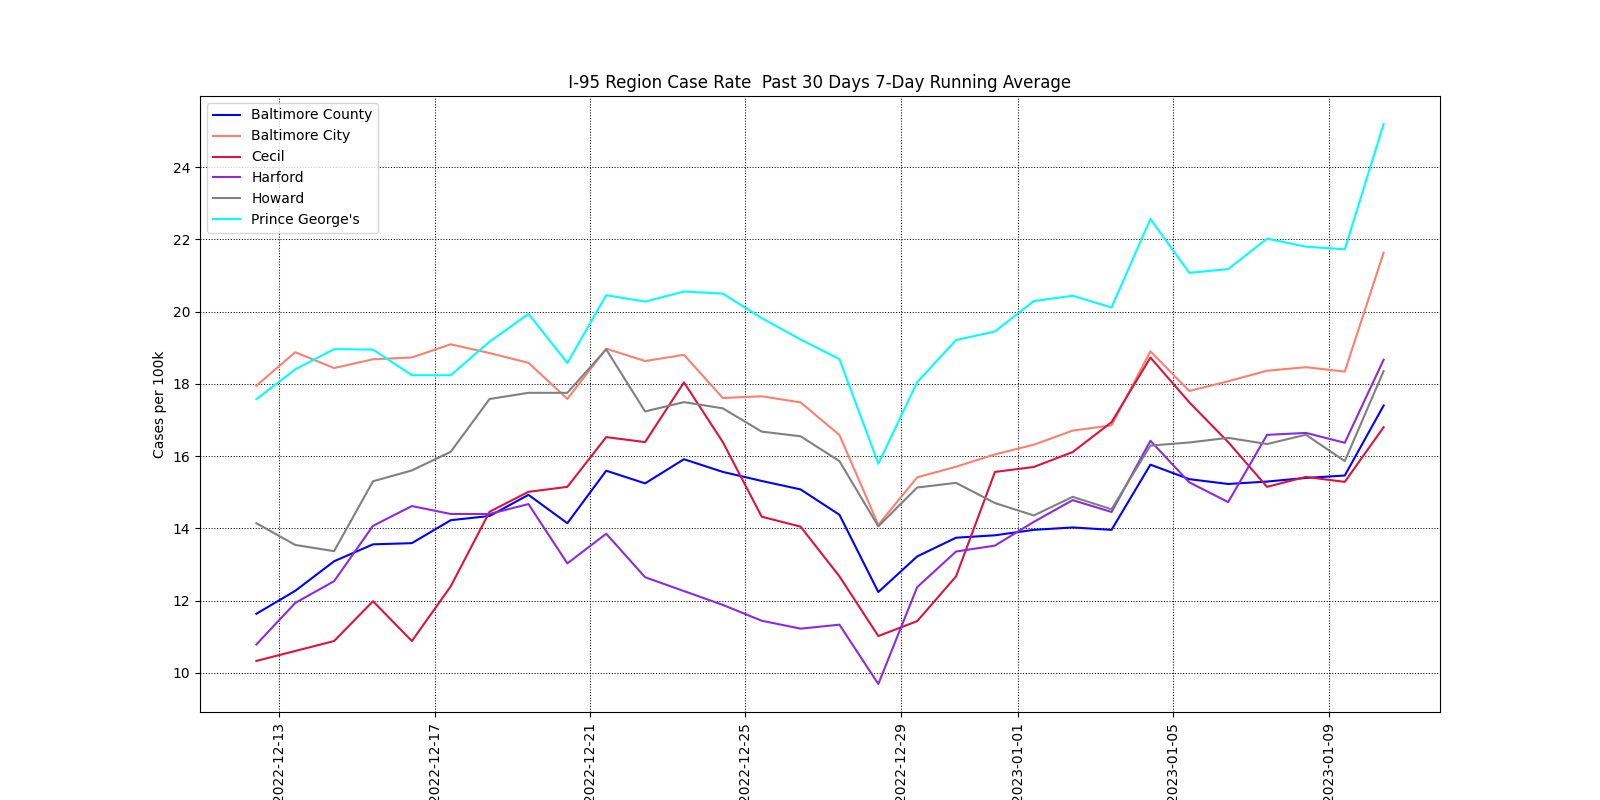 I-95 Region Case Rate  Past 30 Days 7-Day Running Average
Baltimore County
Baltimore City
Cecil
Harford
Howard
Prince George's
Cases per 100k
24
22
20
18
16
14
12
10
2022-12-13
2022-12-17
2022-12-21
2022-12-25
2022-12-29
2023-01-01
2023-01-05
2023-01-09